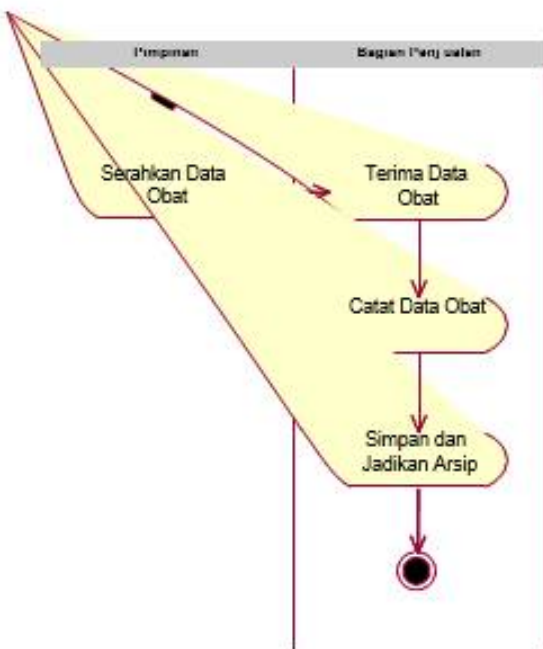 Pimpinan
Bagian Penjualan
Serahkan Data
Obat
Terima Data
Obat
Catat Data Obat
Simpan dan
Jadikan Arsip